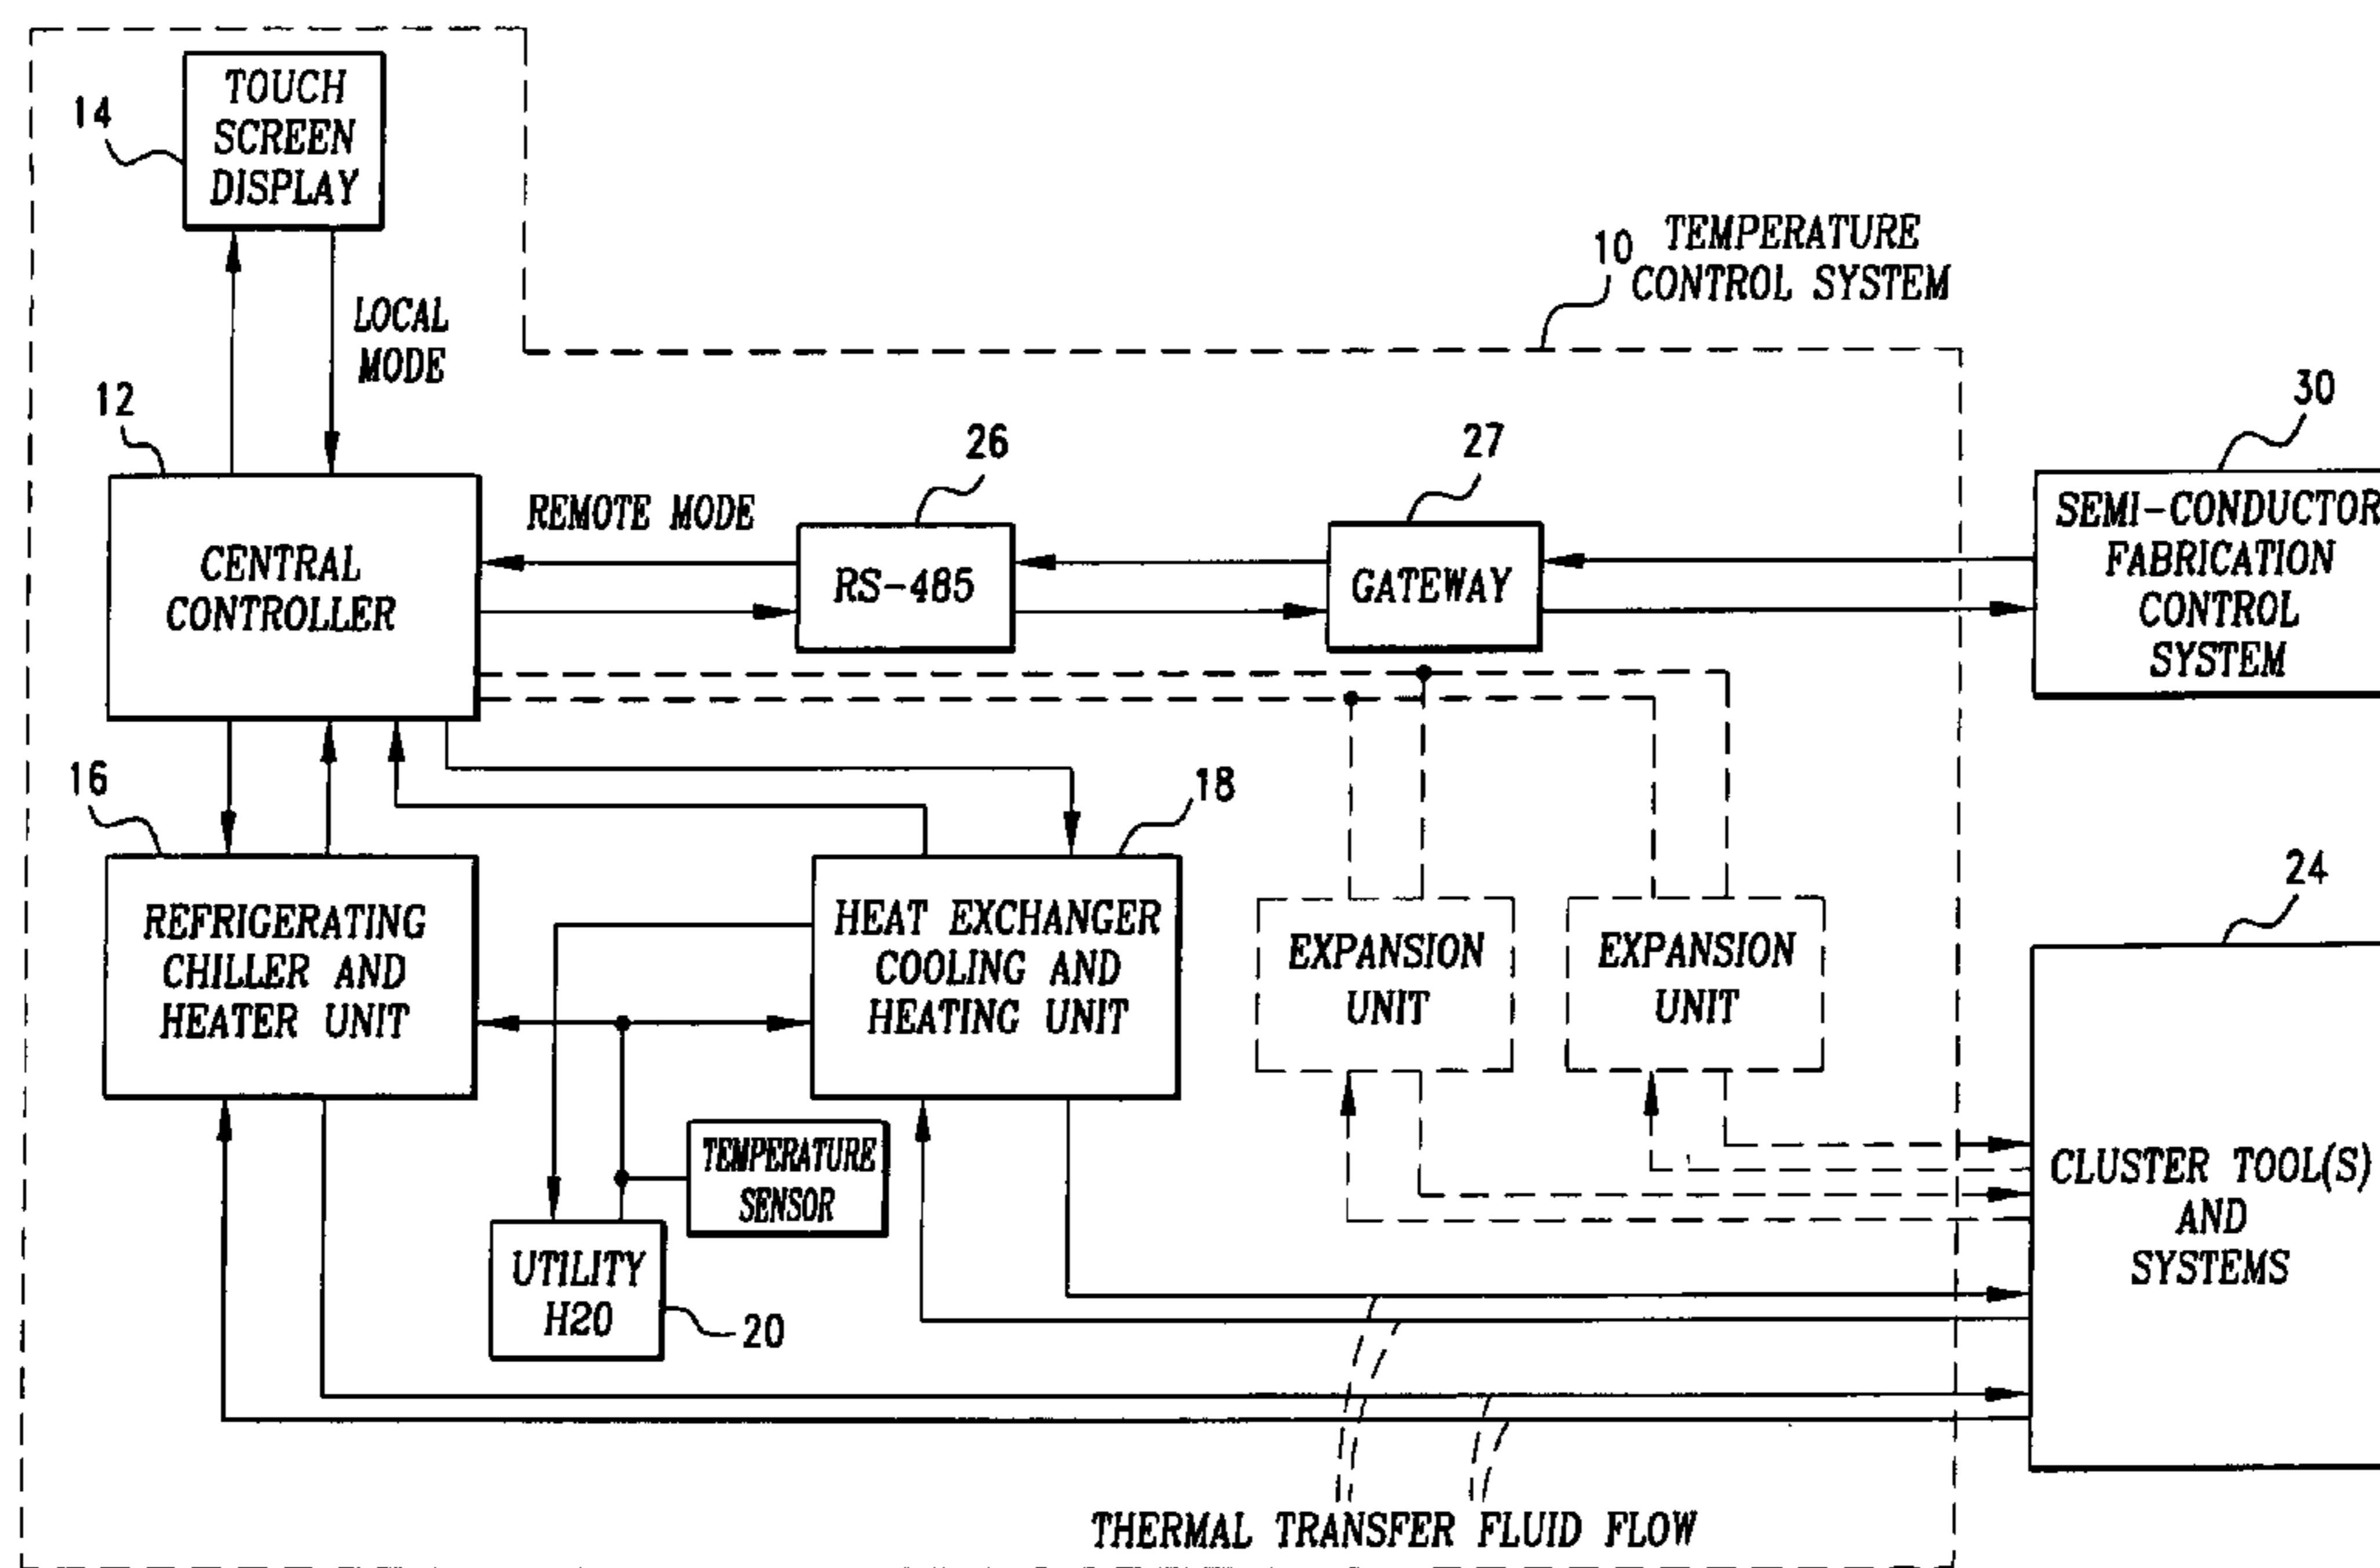 14
TOUCH
SCREEN
DISPLAY
LOCAL
MODE
10
TEMPERATURE
CONTROL SYSTEM
12
CENTRAL
CONTROLLER
REMOTE MODE
26
RS-485
27
GATEWAY
30
SEMI-CONDUCTOR
FABRICATION
CONTROL
SYSTEM
16
REFRIGERATING
CHILLER AND
HEATER UNIT
18
HEAT EXCHANGER
COOLING AND
HEATING UNIT
EXPANSION
UNIT
EXPANSION
UNIT
24
CLUSTER TOOL(S)
AND
SYSTEMS
TEMPERATURE
SENSOR
UTILITY
H20
20
THERMAL TRANSFER FLUID FLOW